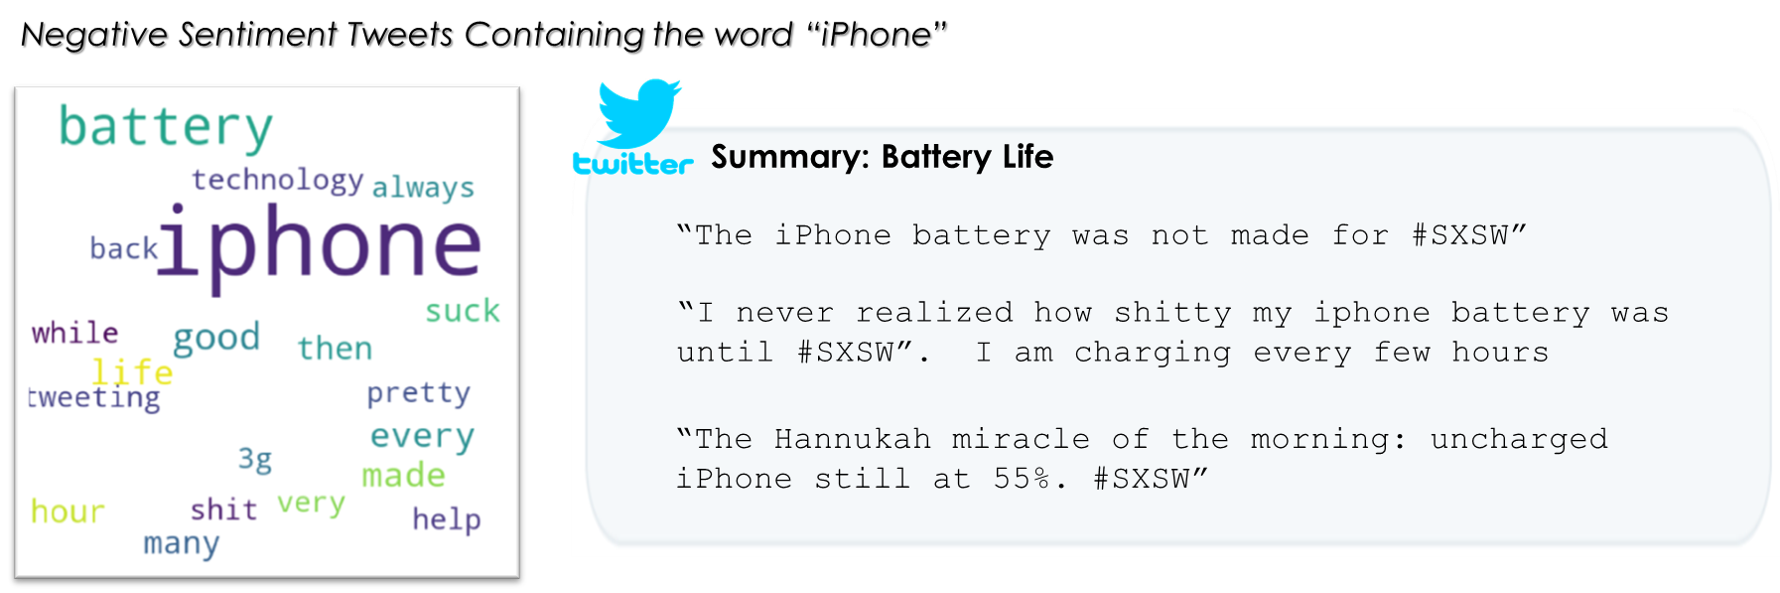 Negative Sentiment Tweets Containing the word “iPhone”
battery
technology always
back iphone
suck
while good then
life
tweeting pretty
every
3g made
hour shit very help
many
twitter Summary: Battery Life
“The iPhone battery was not made for #SXSW”
“I never realized how shitty my iphone battery was
until #SXSW”.  I am charging every few hours
“The Hannukah miracle of the morning: uncharged
iPhone still at 55%. #SXSW”